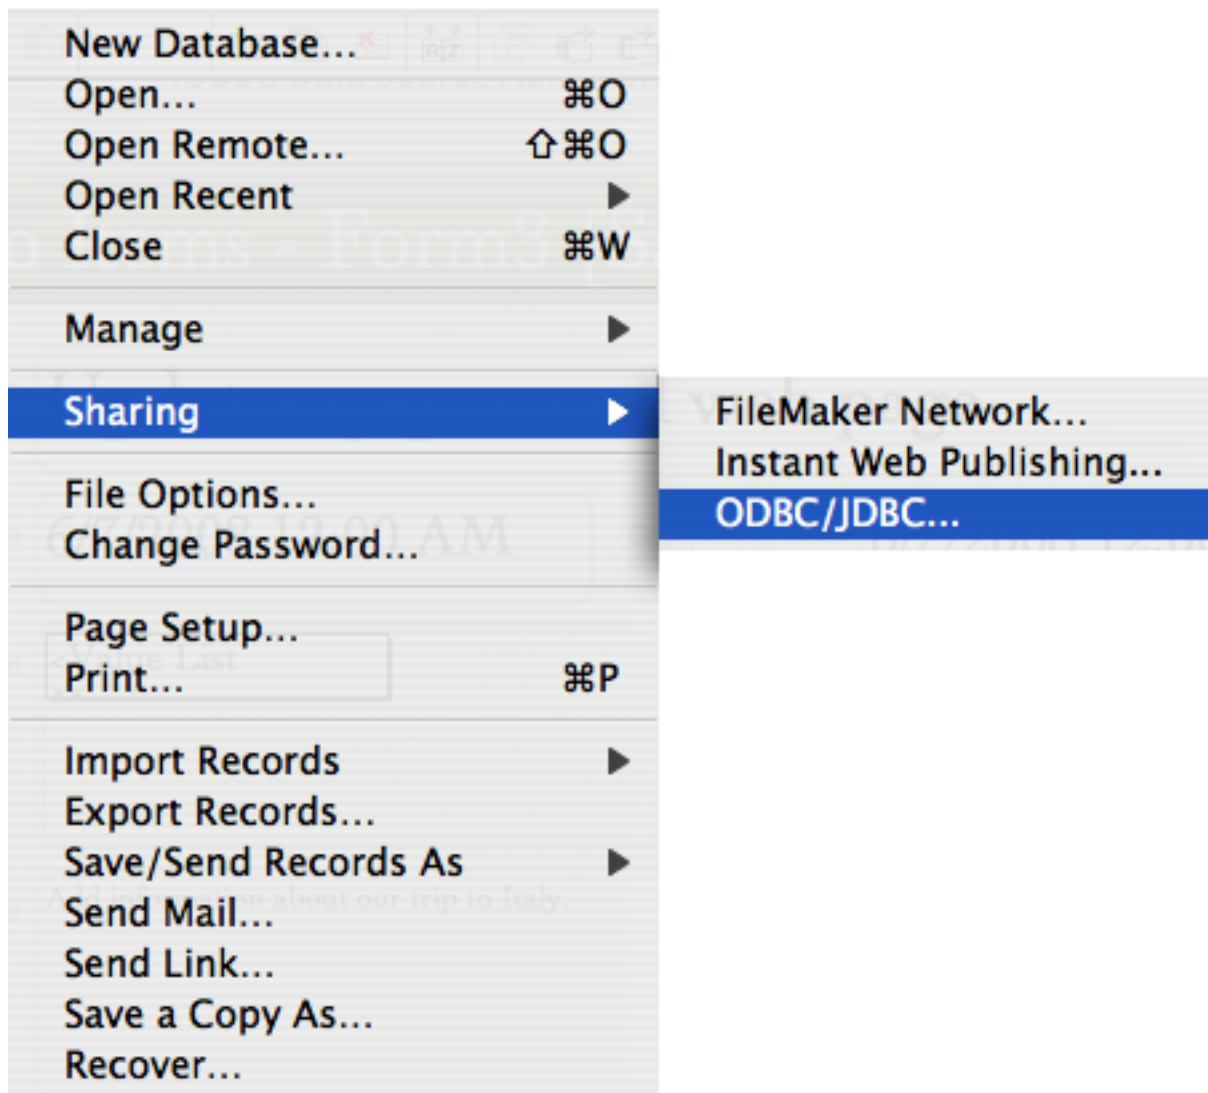 New Database...
Open... ⌘O
Open Remote... ⇧⌘O
Open Recent ▶
Close ⌘W
Manage ▶
Sharing ▶
FileMaker Network...
Instant Web Publishing...
ODBC/JDBC...
File Options...
Change Password...
Page Setup...
Print... ⌘P
Import Records ▶
Export Records...
Save/Send Records As ▶
Send Mail...
Send Link...
Save a Copy As...
Recover...